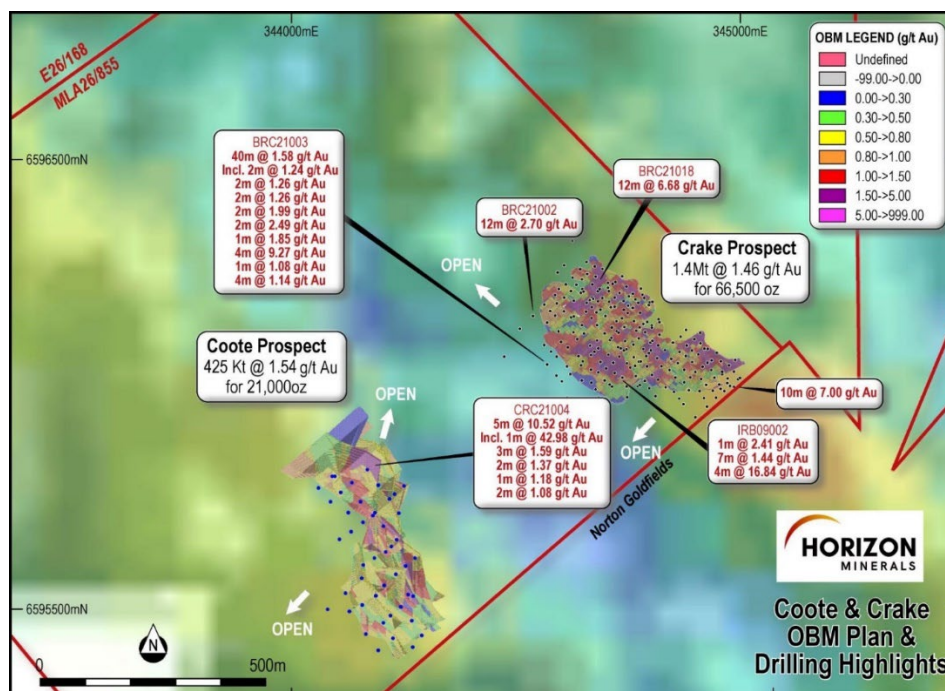 344000mE
345000mE
E26/168
MLA26/855
6596500mN
6595500mN
OBM LEGEND (g/t Au)
Undefined
-99.00->0.00
0.00->0.30
0.30->0.50
0.50->0.80
0.80->1.00
1.00->1.50
1.50->5.00
5.00->999.00
BRC21003
40m @ 1.58 g/t Au
Incl. 2m @ 1.24 g/t Au
2m @ 1.26 g/t Au
2m @ 1.26 g/t Au
2m @ 1.99 g/t Au
2m @ 2.49 g/t Au
1m @ 1.85 g/t Au
4m @ 9.27 g/t Au
1m @ 1.08 g/t Au
4m @ 1.14 g/t Au
BRC21002
12m @ 2.70 g/t Au
BRC21018
12m @ 6.68 g/t Au
Crake Prospect
1.4Mt @ 1.46 g/t Au
for 66,500 oz
OPEN
Coote Prospect
425 Kt @ 1.54 g/t Au
for 21,000oz
OPEN
CRC21004
5m @ 10.52 g/t Au
Incl. 1m @ 42.98 g/t Au
3m @ 1.59 g/t Au
2m @ 1.37 g/t Au
1m @ 1.18 g/t Au
2m @ 1.08 g/t Au
OPEN
10m @ 7.00 g/t Au
IRB09002
1m @ 2.41 g/t Au
7m @ 1.44 g/t Au
4m @ 16.84 g/t Au
Norton Goldfields
OPEN
N
0
500m
HORIZON
MINERALS
Coote & Crake
OBM Plan &
Drilling Highlights